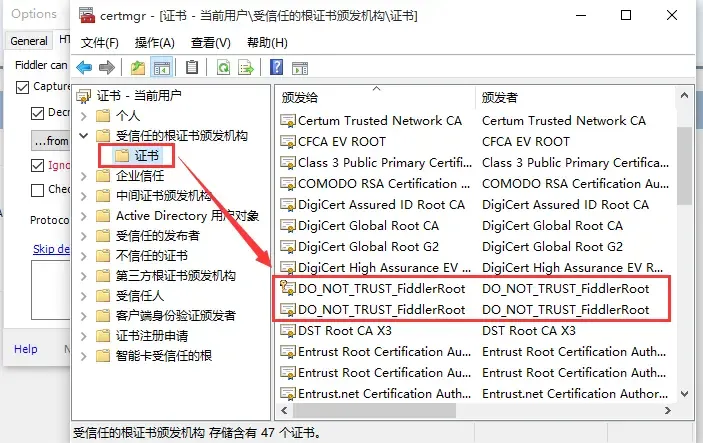 Options
certmgr - [证书 - 当前用户\受信任的根证书颁发机构\证书]
General
文件(F) 操作(A) 查看(V) 帮助(H)
Fiddler can
Capture
Decr
...from
Ignor
Chec
Protoco
Skip de
Help
证书 - 当前用户
个人
受信任的根证书颁发机构
证书
企业信任
中间证书颁发机构
Active Directory 用户对象
受信任的发布者
不信任的证书
第三方根证书颁发机构
受信任人
客户端身份验证颁发者
证书注册申请
智能卡受信任的根
颁发给 颁发者
Certum Trusted Network CA Certum Trusted Network CA
CFCA EV ROOT CFCA EV ROOT
Class 3 Public Primary Certif... Class 3 Public Primary Certific...
COMODO RSA Certification ... COMODO RSA Certification Au...
DigiCert Assured ID Root CA DigiCert Assured ID Root CA
DigiCert Global Root CA DigiCert Global Root CA
DigiCert Global Root G2 DigiCert Global Root G2
DigiCert High Assurance EV ... DigiCert High Assurance EV R...
DO_NOT_TRUST_FiddlerRoot DO_NOT_TRUST_FiddlerRoot
DO_NOT_TRUST_FiddlerRoot DO_NOT_TRUST_FiddlerRoot
DST Root CA X3 DST Root CA X3
Entrust Root Certification Au... Entrust Root Certification Auth...
Entrust Root Certification Au... Entrust Root Certification Auth...
Entrust.net Certification Au... Entrust.net Certification Author...
受信任的根证书颁发机构 存储含有 47 个证书。